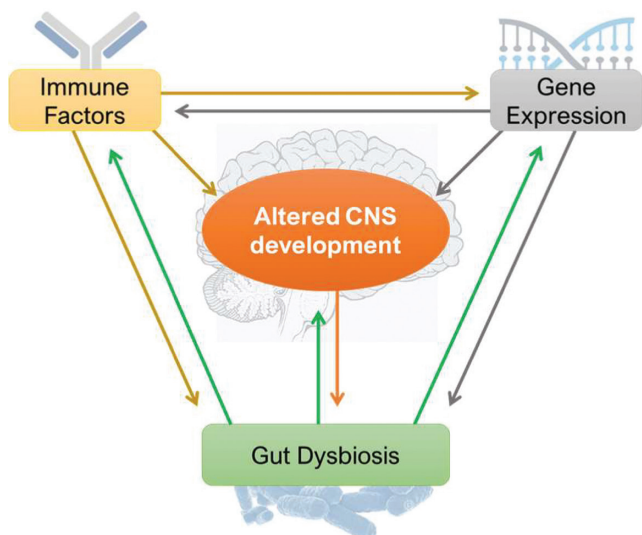 Immune
Factors
Gene
Expression
Altered CNS
development
Gut Dysbiosis